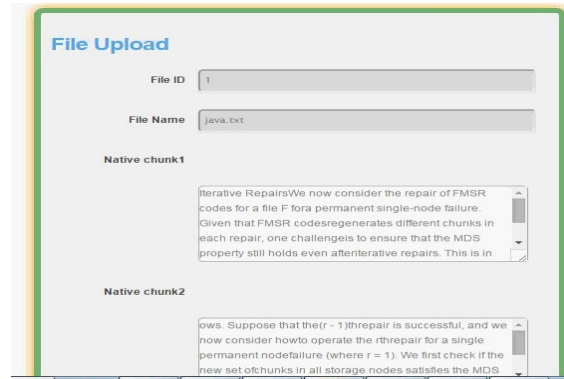 File Upload
File ID
1
File Name
java.txt
Native chunk1
Iterative RepairsWe now consider the repair of FMSR
codes for a file F fora permanent single-node failure.
Given that FMSR codesregenerates different chunks in
each repair, one challengeis to ensure that the MDS
property still holds even afteriterative repairs. This is in
Native chunk2
ows. Suppose that the(r - 1)threpair is successful, and we
now consider howto operate the rthrepair for a single
permanent nodefailure (where r = 1). We first check if the
new set ofchunks in all storage nodes satisfies the MDS